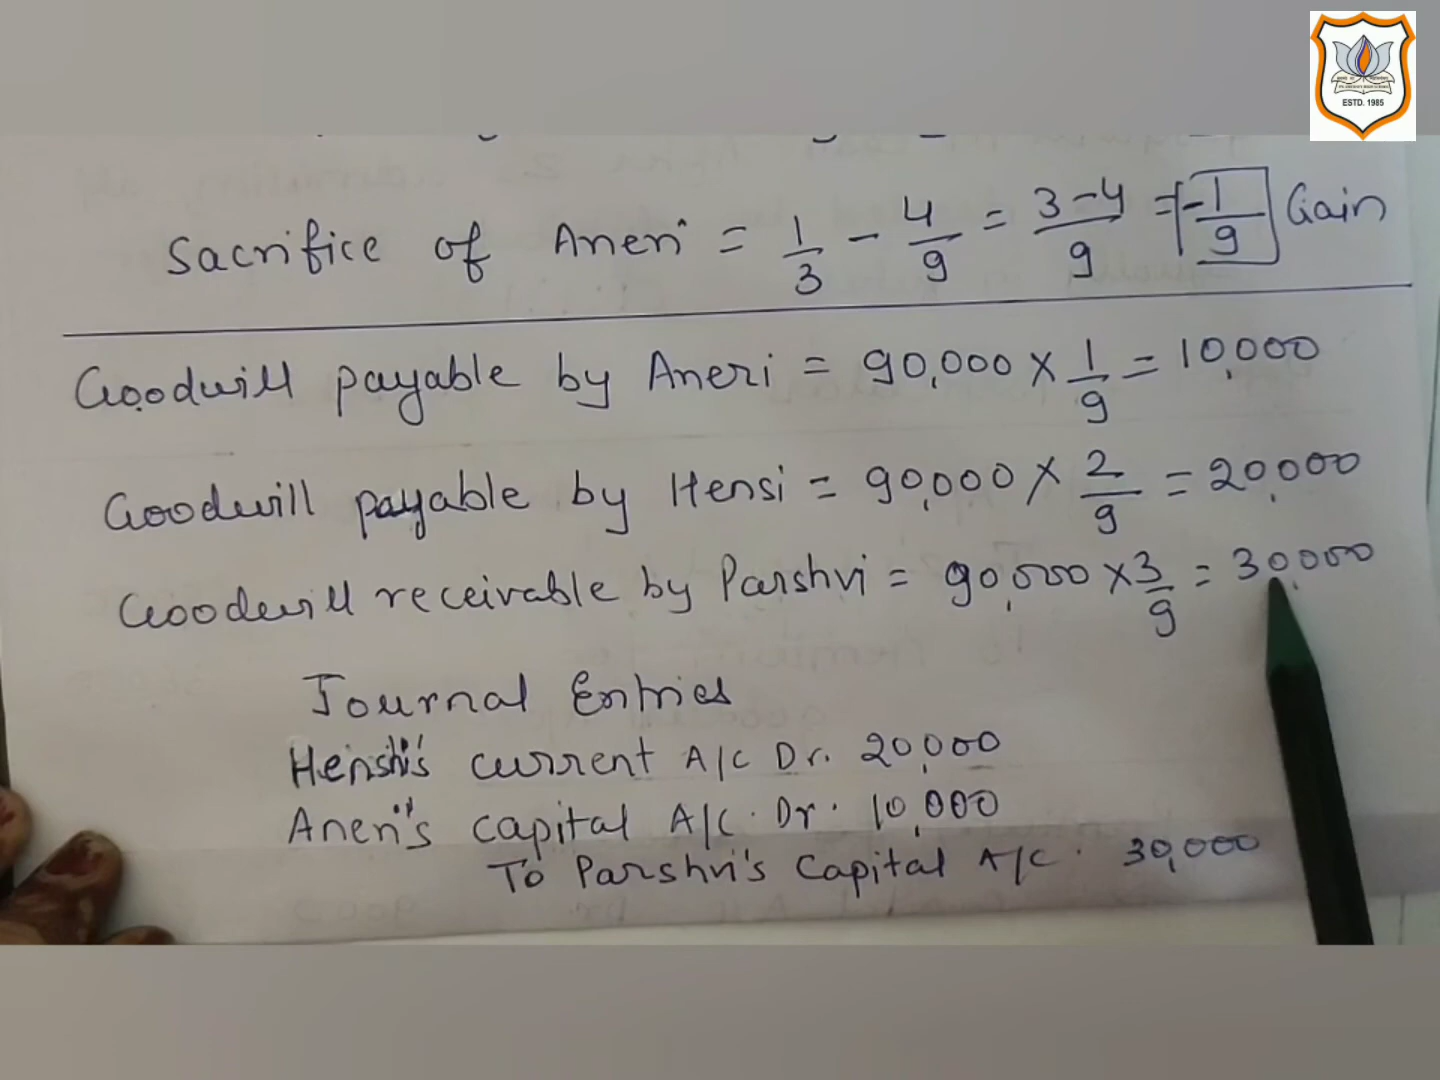 ESTD. 1985
Sacrifice of Aneri = 1/3 - 4/9 = 3-4/9 = -1/9 Gain
Goodwill payable by Aneri = 90,000 × 1/9 = 10,000
Goodwill payable by Hensi = 90,000 × 2/9 = 20,000
Goodwill receivable by Parshvi = 90,000 × 3/9 = 30,000
Journal Entries
Henshi's current A/C Dr. 20,000
Aneri's capital A/C. Dr. 10,000
To Parshvi's Capital A/C. 30,000